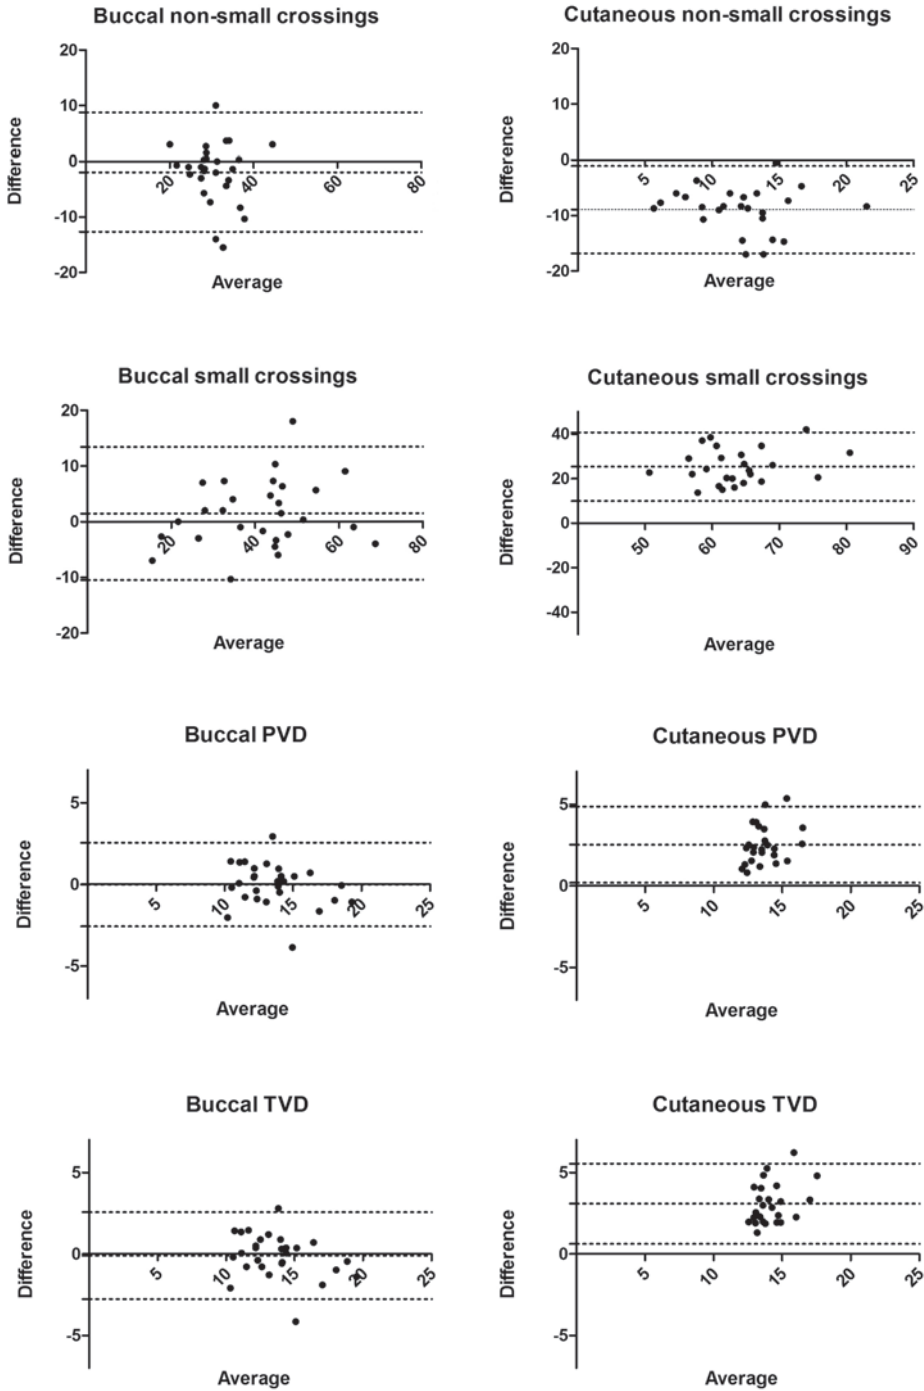 Buccal non-small crossings
20
10
0
-10
-20
20
40
60
80
Difference
Average
Cutaneous non-small crossings
20
10
0
-10
-20
5
10
15
20
25
Difference
Average
Buccal small crossings
20
10
0
-10
-20
20
40
60
80
Difference
Average
Cutaneous small crossings
40
20
0
-20
-40
50
60
70
80
90
Difference
Average
Buccal PVD
5
0
-5
5
10
15
20
25
Difference
Average
Cutaneous PVD
5
0
-5
5
10
15
20
25
Difference
Average
Buccal TVD
5
0
-5
5
10
15
20
25
Difference
Average
Cutaneous TVD
5
0
-5
5
10
15
20
25
Difference
Average